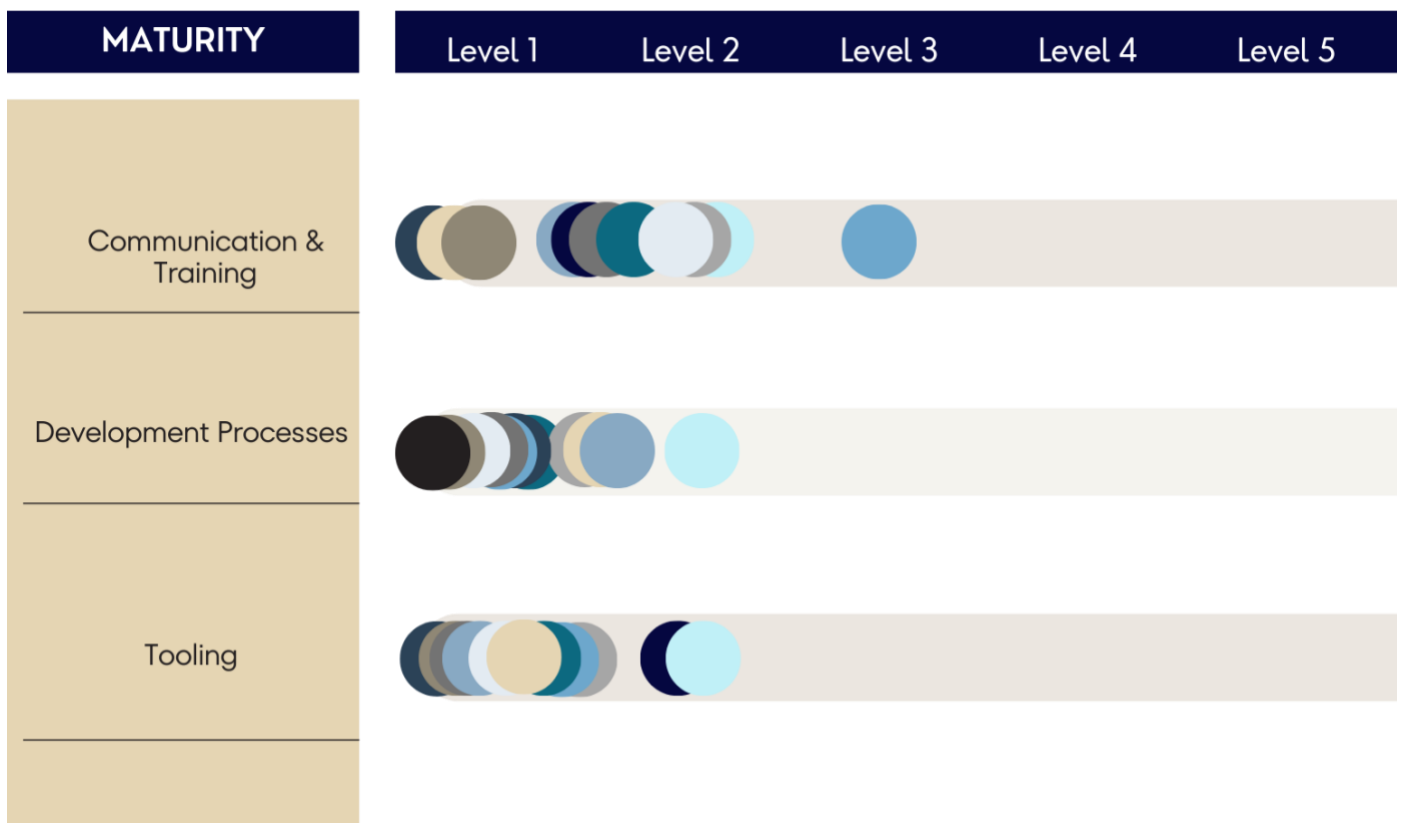 MATURITY
Level 1
Level 2
Level 3
Level 4
Level 5
Communication &
Training
Development Processes
Tooling